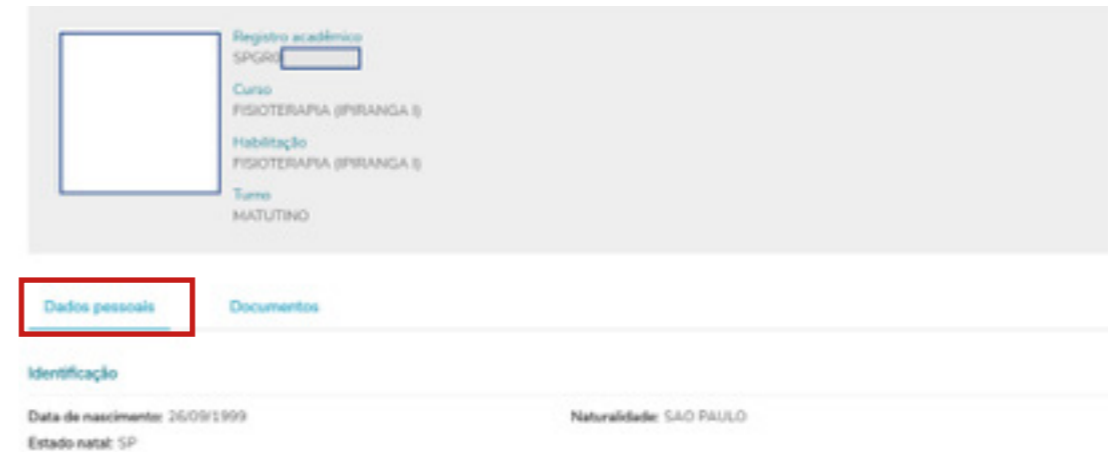 Registro acadêmico
SPGR0
Curso
FISIOTERAPIA (IPIRANGA I)
Habilitação
FISIOTERAPIA (IPIRANGA I)
Turno
MATUTINO
Dados pessoais Documentos
Identificação
Data de nascimento: 26/09/1999 Naturalidade: SAO PAULO
Estado natal: SP